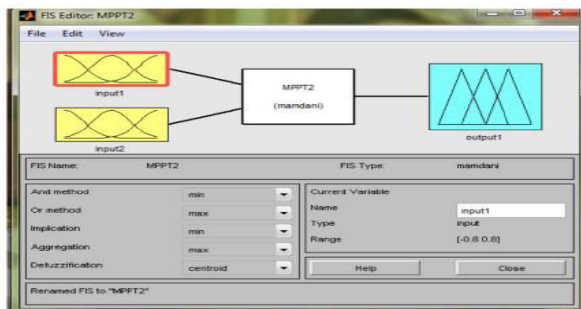 FIS Editor: MPPT2
File Edit View
input1
MPPT2
(mamdani)
input2
output1
FIS Name: MPPT2 FIS Type: mamdani
And method min
Or method max
Implication min
Aggregation max
Defuzzification centroid
Current Variable
Name input1
Type input
Range [-0.8 0.8]
Help Close
Renamed FIS to "MPPT2"